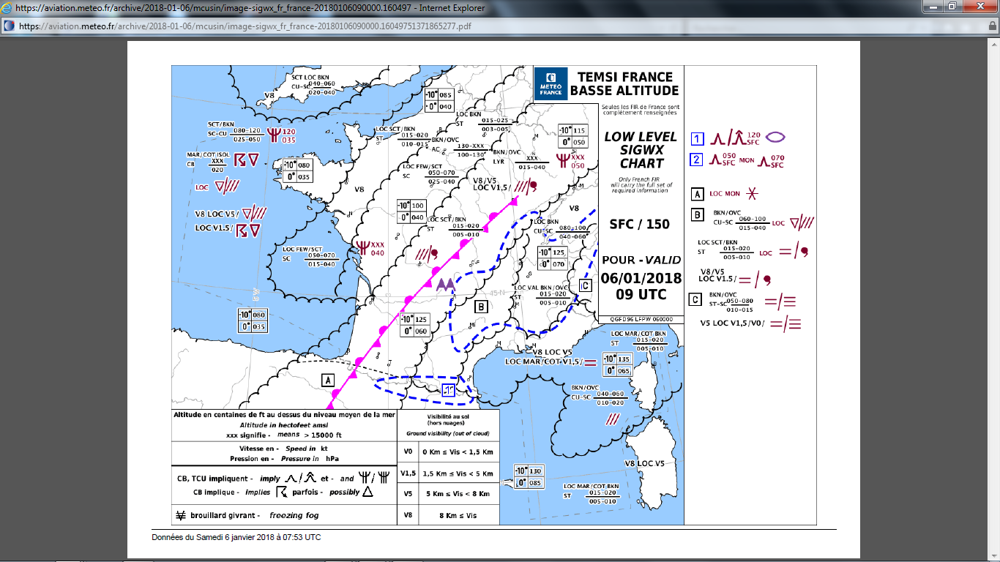 https://aviation.meteo.fr/archive/2018-01-06/mcusin/image-sigwx_fr_france-20180106090000.160497 - Internet Explorer
https://aviation.meteo.fr/archive/2018-01-06/mcusin/image-sigwx_fr_france-20180106090000.16049751371865277.pdf
METEO
FRANCE
TEMSI FRANCE
BASSE ALTITUDE
Seules les FIR de France sont
complètement renseignées
LOW LEVEL
SIGWX
CHART
Only French FIR
will carry the full set of
required information
SFC / 150
POUR - VALID
06/01/2018
09 UTC
QGFD96 LFPW 060000
SCT LOC BKN
CU-SC 040-060
020-040
V8
-10° 085
0° 040
SCT/BKN
SC-CU 080-120
025-050
120
035
MAR/COT ISOL
CB XXX
020
LOC
V8 LOC V5/
LOC V1.5/
-10° 080
0° 035
LOC SCT/BKN
ST 015-020
010-015
LOC BKN
ST 015-025
003-005
BKN/OVC
AC 130-XXX
100-130
BKN/OVC
LYR XXX
015-040
-10° 115
0° 050
XXX
050
LOC FEW/SCT
SC 050-070
025-040
V8/V5
LOC V1,5/
V8
-10° 100
0° 040
LOC SCT/BKN
ST 015-020
005-010
V8
LOC BKN
CU-SC 080-100
040-060
XXX
040
LOC FEW/SCT
SC 050-070
015-040
-10° 125
0° 070
C
LOC VAL BKN/OVC
ST 015-020
005-010
45°N
5°W
B
-10° 080
0° 035
-10° 125
0° 060
A
1
V8 LOC V5
LOC MAR/COT V1,5/
LOC MAR/COT BKN
ST 015-020
005-010
-10° 135
0° 065
BKN/OVC
CU-SC 040-060
010-020
V8 LOC V5
-10° 130
0° 085
LOC MAR/COT BKN
ST 015-020
005-010
1 120
SFC
2 050
SFC MON 070
SFC
A LOC MON
B BKN/OVC
CU-SC 060-100
015-040 LOC
LOC SCT/BKN
ST 015-020
005-010 LOC
V8/V5
LOC V1.5/
C BKN/OVC
ST-SC 050-080
010-015
V5 LOC V1,5/V0/
Altitude en centaines de ft au dessus du niveau moyen de la mer
Altitude in hectofeet amsl
xxx signifie - means > 15000 ft
Vitesse en - Speed in kt
Pression en - Pressure in hPa
CB, TCU impliquent - imply / et - and /
CB implique - implies parfois - possibly
brouillard givrant - freezing fog
Visibilité au sol
(hors nuages)
Ground visibility (out of cloud)
V0 0 Km ≤ Vis < 1,5 Km
V1,5 1,5 Km ≤ Vis < 5 Km
V5 5 Km ≤ Vis < 8 Km
V8 8 Km ≤ Vis
Données du Samedi 6 janvier 2018 à 07:53 UTC